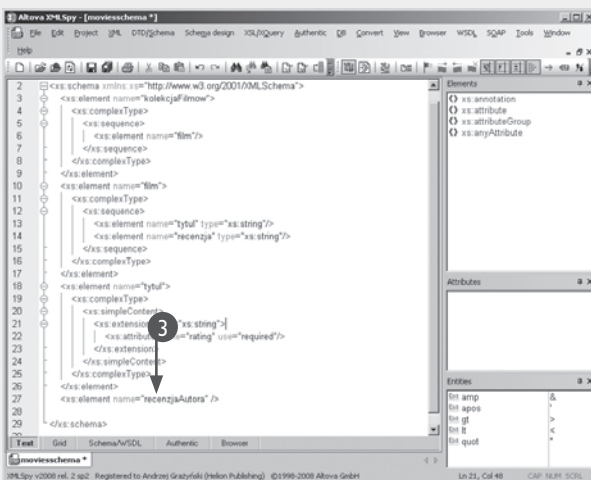 Altova XMLSpy - [moviesschema *]
File Edit Project XML DTD/Schema Schema design XSL/XQuery Authentic DB Convert View Browser WSDL SOAP Tools Window
Help
2 <xs:schema xmlns:xs="http://www.w3.org/2001/XMLSchema">
3 <xs:element name="kolekcjaFilmow">
4 <xs:complexType>
5 <xs:sequence>
6 <xs:element name="film"/>
7 </xs:sequence>
8 </xs:complexType>
9 </xs:element>
10 <xs:element name="film">
11 <xs:complexType>
12 <xs:sequence>
13 <xs:element name="tytul" type="xs:string"/>
14 <xs:element name="recenzja" type="xs:string"/>
15 </xs:sequence>
16 </xs:complexType>
17 </xs:element>
18 <xs:element name="tytul">
19 <xs:complexType>
20 <xs:simpleContent>
21 <xs:extension "xs:string">
3
22 <xs:attribute "rating" use="required"/>
23 </xs:extension
24 </xs:simpleContent>
25 </xs:complexType>
26 </xs:element>
27 <xs:element name="recenzjaAutora" />
28
29 </xs:schema>
Text Grid Schema/WSDL Authentic Browser
moviesschema *
Elements
xs:annotation
xs:attribute
xs:attributeGroup
xs:anyAttribute
Attributes
Entities
Ent amp &
Ent apos '
Ent gt >
Ent lt <
Ent quot "
XMLSpy v2008 rel. 2 sp2 Registered to Andrzej Grażyński (Helion Publishing) ©1998-2008 Altova GmbH Ln 21, Col 48 CAP NUM SCRL